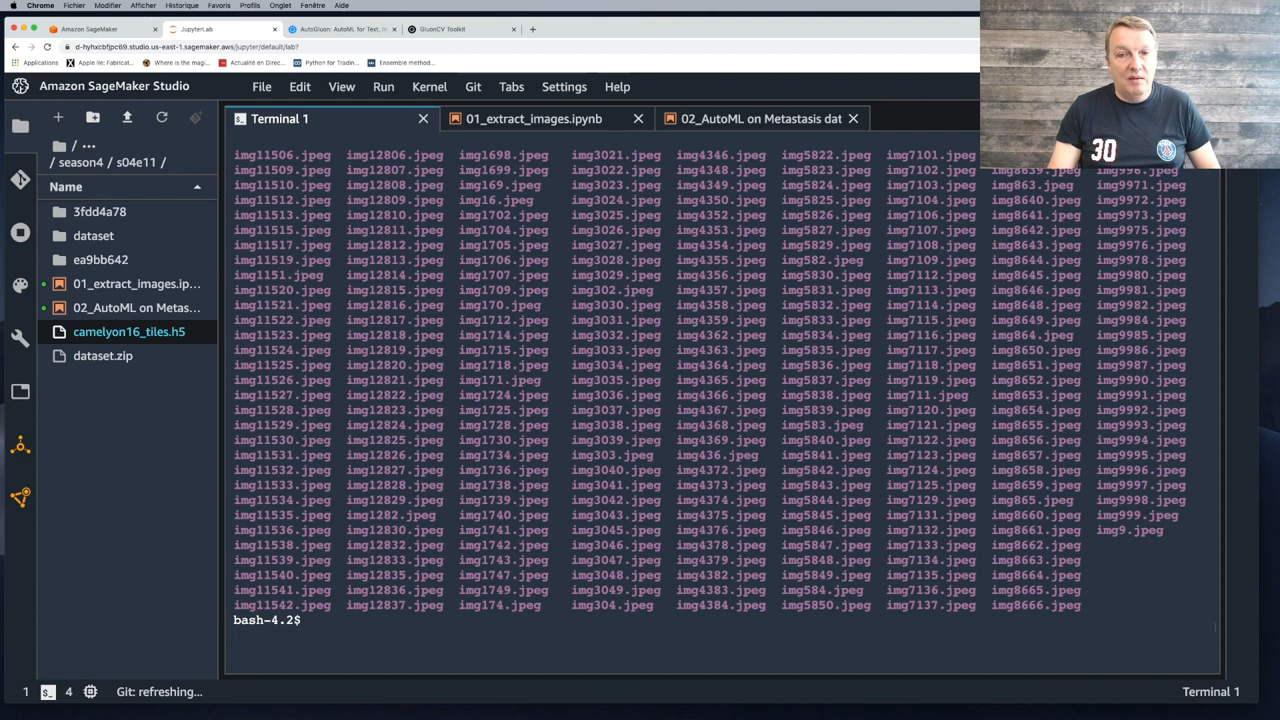 Chrome Fichier Modifier Afficher Historique Favoris Profils Onglet Fenêtre Aide
Amazon SageMaker
JupyterLab
AutoGluon: AutoML for Text, Im
GluonCV Toolkit
d-hyhxcbfjpc69.studio.us-east-1.sagemaker.aws/jupyter/default/lab?
Applications Apple IIe: Fabricat... Where is the magi... Actualité en Direc... Python for Tradin... Ensemble method...
Amazon SageMaker Studio
File Edit View Run Kernel Git Tabs Settings Help
/ ...
/ season4 / s04e11 /
Name
3fdd4a78
dataset
ea9bb642
01_extract_images.ip...
02_AutoML on Metas...
camelyon16_tiles.h5
dataset.zip
Terminal 1
01_extract_images.ipynb
02_AutoML on Metastasis dat
img11506.jpeg img12806.jpeg img1698.jpeg img3021.jpeg img4346.jpeg img5822.jpeg img7101.jpeg
img11509.jpeg img12807.jpeg img1699.jpeg img3022.jpeg img4348.jpeg img5823.jpeg img7102.jpeg
img11510.jpeg img12808.jpeg img169.jpeg img3023.jpeg img4349.jpeg img5824.jpeg img7103.jpeg img863.jpeg img9971.jpeg
img11512.jpeg img12809.jpeg img16.jpeg img3024.jpeg img4350.jpeg img5825.jpeg img7104.jpeg img8640.jpeg img9972.jpeg
img11513.jpeg img12810.jpeg img1702.jpeg img3025.jpeg img4352.jpeg img5826.jpeg img7106.jpeg img8641.jpeg img9973.jpeg
img11515.jpeg img12811.jpeg img1704.jpeg img3026.jpeg img4353.jpeg img5827.jpeg img7107.jpeg img8642.jpeg img9975.jpeg
img11517.jpeg img12812.jpeg img1705.jpeg img3027.jpeg img4354.jpeg img5829.jpeg img7108.jpeg img8643.jpeg img9976.jpeg
img11519.jpeg img12813.jpeg img1706.jpeg img3028.jpeg img4355.jpeg img582.jpeg img7109.jpeg img8644.jpeg img9978.jpeg
img1151.jpeg img12814.jpeg img1707.jpeg img3029.jpeg img4356.jpeg img5830.jpeg img7112.jpeg img8645.jpeg img9980.jpeg
img11520.jpeg img12815.jpeg img1709.jpeg img302.jpeg img4357.jpeg img5831.jpeg img7113.jpeg img8646.jpeg img9981.jpeg
img11521.jpeg img12816.jpeg img170.jpeg img3030.jpeg img4358.jpeg img5832.jpeg img7114.jpeg img8648.jpeg img9982.jpeg
img11522.jpeg img12817.jpeg img1712.jpeg img3031.jpeg img4359.jpeg img5833.jpeg img7115.jpeg img8649.jpeg img9984.jpeg
img11523.jpeg img12818.jpeg img1714.jpeg img3032.jpeg img4362.jpeg img5834.jpeg img7116.jpeg img864.jpeg img9985.jpeg
img11524.jpeg img12819.jpeg img1715.jpeg img3033.jpeg img4363.jpeg img5835.jpeg img7117.jpeg img8650.jpeg img9986.jpeg
img11525.jpeg img12820.jpeg img1718.jpeg img3034.jpeg img4364.jpeg img5836.jpeg img7118.jpeg img8651.jpeg img9987.jpeg
img11526.jpeg img12821.jpeg img171.jpeg img3035.jpeg img4365.jpeg img5837.jpeg img7119.jpeg img8652.jpeg img9990.jpeg
img11527.jpeg img12822.jpeg img1724.jpeg img3036.jpeg img4366.jpeg img5838.jpeg img711.jpeg img8653.jpeg img9991.jpeg
img11528.jpeg img12823.jpeg img1725.jpeg img3037.jpeg img4367.jpeg img5839.jpeg img7120.jpeg img8654.jpeg img9992.jpeg
img11529.jpeg img12824.jpeg img1728.jpeg img3038.jpeg img4368.jpeg img583.jpeg img7121.jpeg img8655.jpeg img9993.jpeg
img11530.jpeg img12825.jpeg img1730.jpeg img3039.jpeg img4369.jpeg img5840.jpeg img7122.jpeg img8656.jpeg img9994.jpeg
img11531.jpeg img12826.jpeg img1734.jpeg img303.jpeg img436.jpeg img5841.jpeg img7123.jpeg img8657.jpeg img9995.jpeg
img11532.jpeg img12827.jpeg img1736.jpeg img3040.jpeg img4372.jpeg img5842.jpeg img7124.jpeg img8658.jpeg img9996.jpeg
img11533.jpeg img12828.jpeg img1738.jpeg img3041.jpeg img4373.jpeg img5843.jpeg img7125.jpeg img8659.jpeg img9997.jpeg
img11534.jpeg img12829.jpeg img1739.jpeg img3042.jpeg img4374.jpeg img5844.jpeg img7129.jpeg img865.jpeg img9998.jpeg
img11535.jpeg img1282.jpeg img1740.jpeg img3043.jpeg img4375.jpeg img5845.jpeg img7131.jpeg img8660.jpeg img999.jpeg
img11536.jpeg img12830.jpeg img1741.jpeg img3045.jpeg img4376.jpeg img5846.jpeg img7132.jpeg img8661.jpeg img9.jpeg
img11538.jpeg img12832.jpeg img1742.jpeg img3046.jpeg img4378.jpeg img5847.jpeg img7133.jpeg img8662.jpeg
img11539.jpeg img12833.jpeg img1743.jpeg img3047.jpeg img4379.jpeg img5848.jpeg img7134.jpeg img8663.jpeg
img11540.jpeg img12835.jpeg img1747.jpeg img3048.jpeg img4382.jpeg img5849.jpeg img7135.jpeg img8664.jpeg
img11541.jpeg img12836.jpeg img1749.jpeg img3049.jpeg img4383.jpeg img584.jpeg img7136.jpeg img8665.jpeg
img11542.jpeg img12837.jpeg img174.jpeg img304.jpeg img4384.jpeg img5850.jpeg img7137.jpeg img8666.jpeg
bash-4.2$
30
1 4 Git: refreshing... Terminal 1